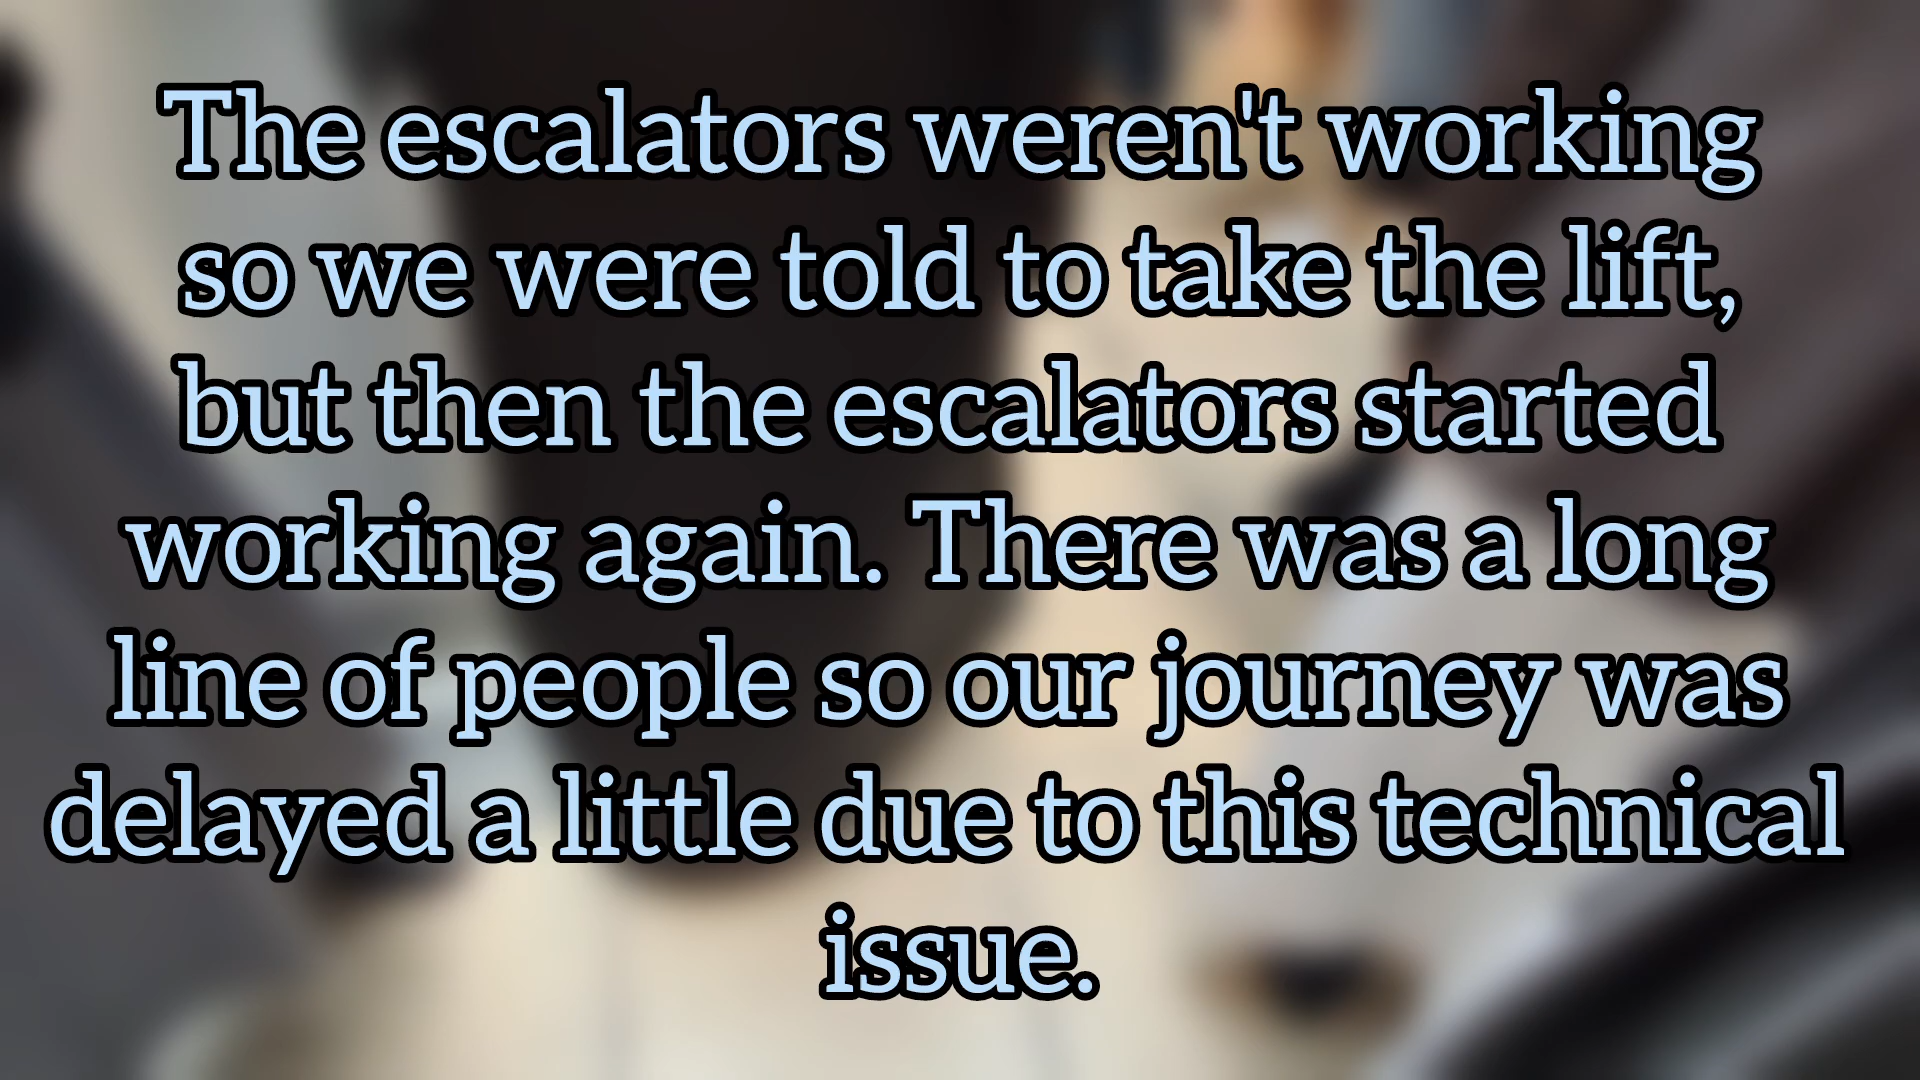 The escalators weren't working
so we were told to take the lift,
but then the escalators started
working again. There was a long
line of people so our journey was
delayed a little due to this technical
issue.